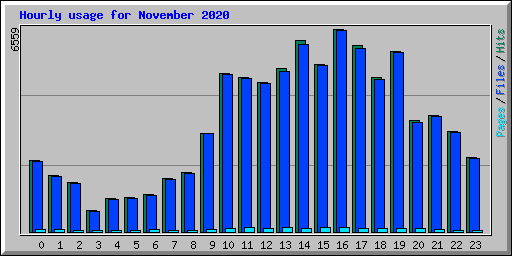 Hourly usage for November 2020
6559
Pages/Files/Hits
0 1 2 3 4 5 6 7 8 9 10 11 12 13 14 15 16 17 18 19 20 21 22 23